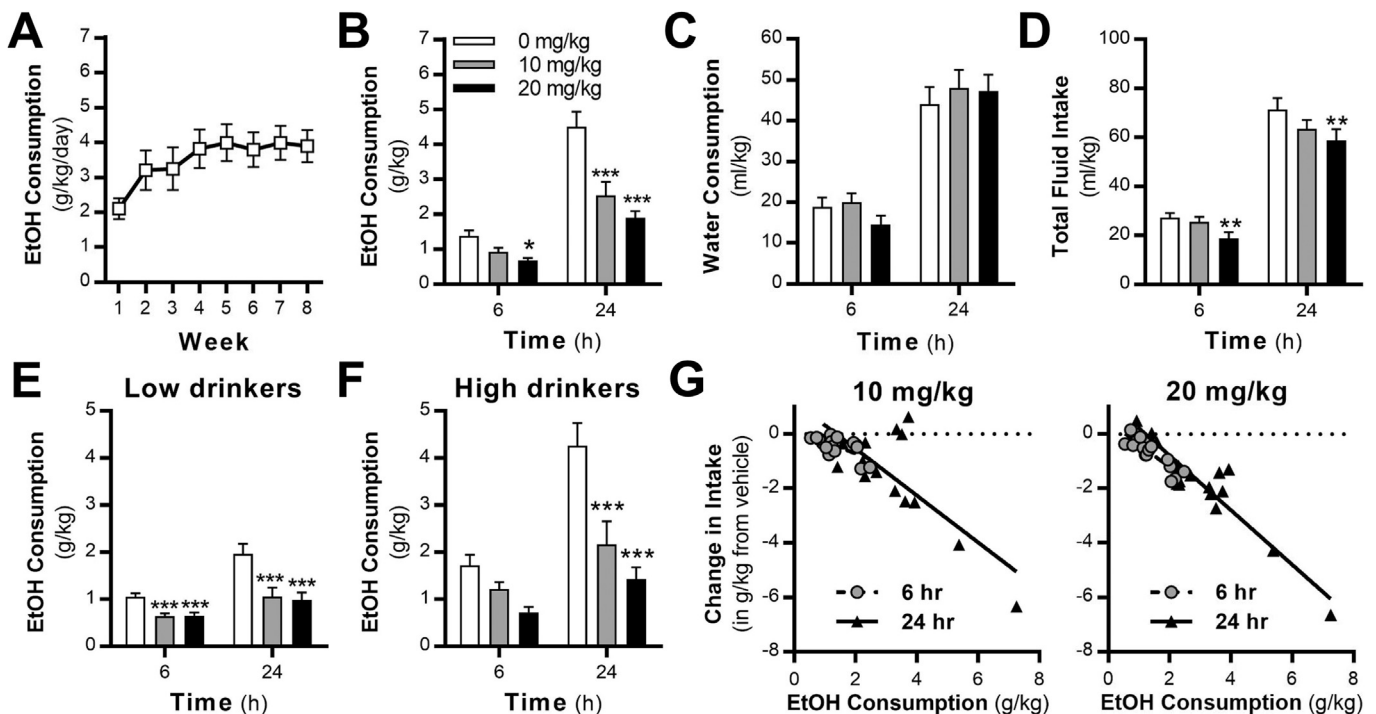 A
EtOH Consumption
(g/kg/day)
7
6
5
4
3
2
1
0
1 2 3 4 5 6 7 8
Week
B
EtOH Consumption
(g/kg)
7
6
5
4
3
2
1
0
0 mg/kg
10 mg/kg
20 mg/kg
*
***
***
6 24
Time (h)
C
Water Consumption
(ml/kg)
60
50
40
30
20
10
0
6 24
Time (h)
D
Total Fluid Intake
(ml/kg)
100
80
60
40
20
0
**
**
6 24
Time (h)
E
Low drinkers
EtOH Consumption
(g/kg)
5
4
3
2
1
0
*** ***
*** ***
6 24
Time (h)
F
High drinkers
EtOH Consumption
(g/kg)
5
4
3
2
1
0
***
***
6 24
Time (h)
G
10 mg/kg
Change in Intake
(in g/kg from vehicle)
0
-2
-4
-6
-8
6 hr
24 hr
0 2 4 6 8
EtOH Consumption (g/kg)
20 mg/kg
0
-2
-4
-6
-8
6 hr
24 hr
0 2 4 6 8
EtOH Consumption (g/kg)